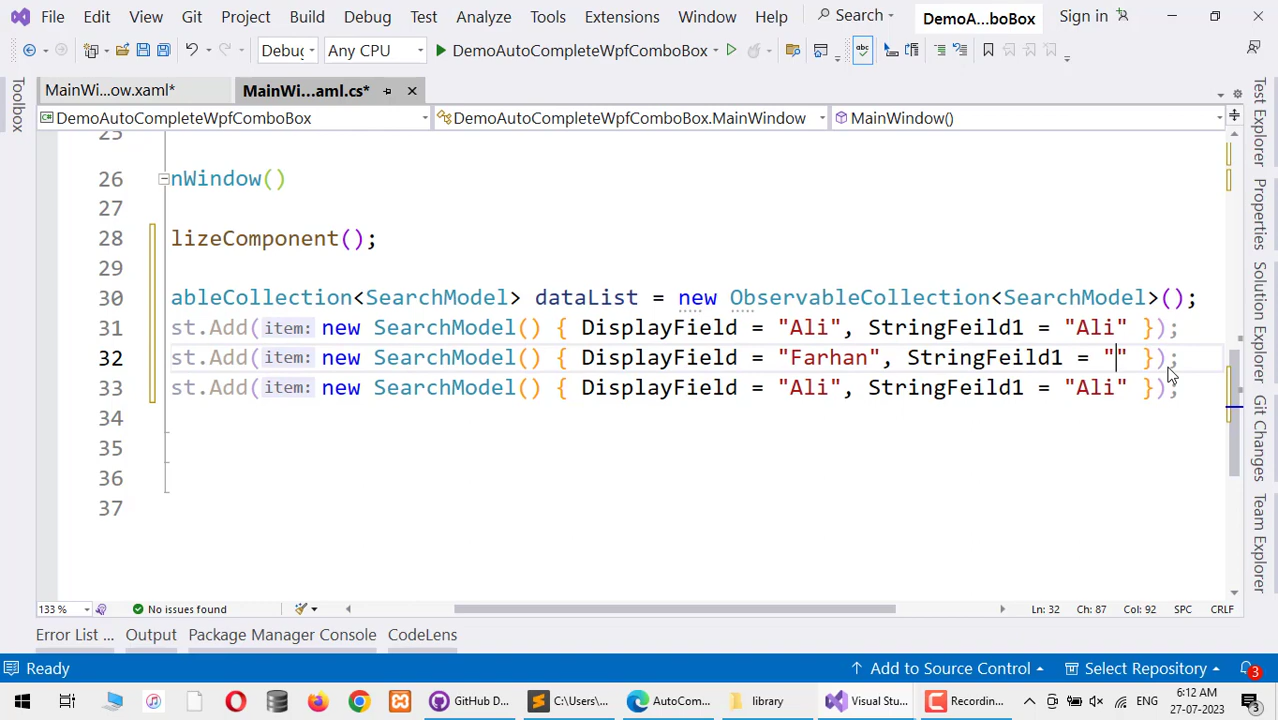 File Edit View Git Project Build Debug Test Analyze Tools Extensions Window Help Search DemoA...boBox Sign in
Debug Any CPU DemoAutoCompleteWpfComboBox
MainWi...ow.xaml* MainWi...aml.cs*
DemoAutoCompleteWpfComboBox DemoAutoCompleteWpfComboBox.MainWindow MainWindow()
25
26 nWindow()
27
28 lizeComponent();
29
30 ableCollection<SearchModel> dataList = new ObservableCollection<SearchModel>();
31 st.Add(item: new SearchModel() { DisplayField = "Ali", StringFeild1 = "Ali" });
32 st.Add(item: new SearchModel() { DisplayField = "Farhan", StringFeild1 = "" });
33 st.Add(item: new SearchModel() { DisplayField = "Ali", StringFeild1 = "Ali" });
34
35
36
37
Toolbox
Test Explorer
Properties
Solution Explorer
Git Changes
Team Explorer
133 % No issues found Ln: 32 Ch: 87 Col: 92 SPC CRLF
Error List ... Output Package Manager Console CodeLens
Ready Add to Source Control Select Repository 3
GitHub D... C:\Users,... AutoCom... library Visual Stu... Recording... ENG 6:12 AM
27-07-2023 3